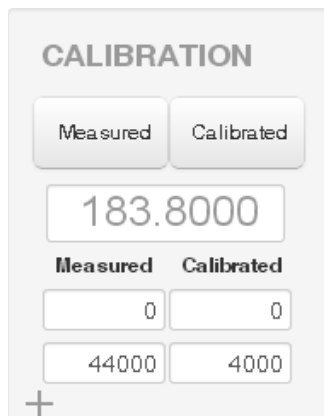 CALIBRATION
Measured Calibrated
183.8000
Measured Calibrated
0 0
44000 4000
+